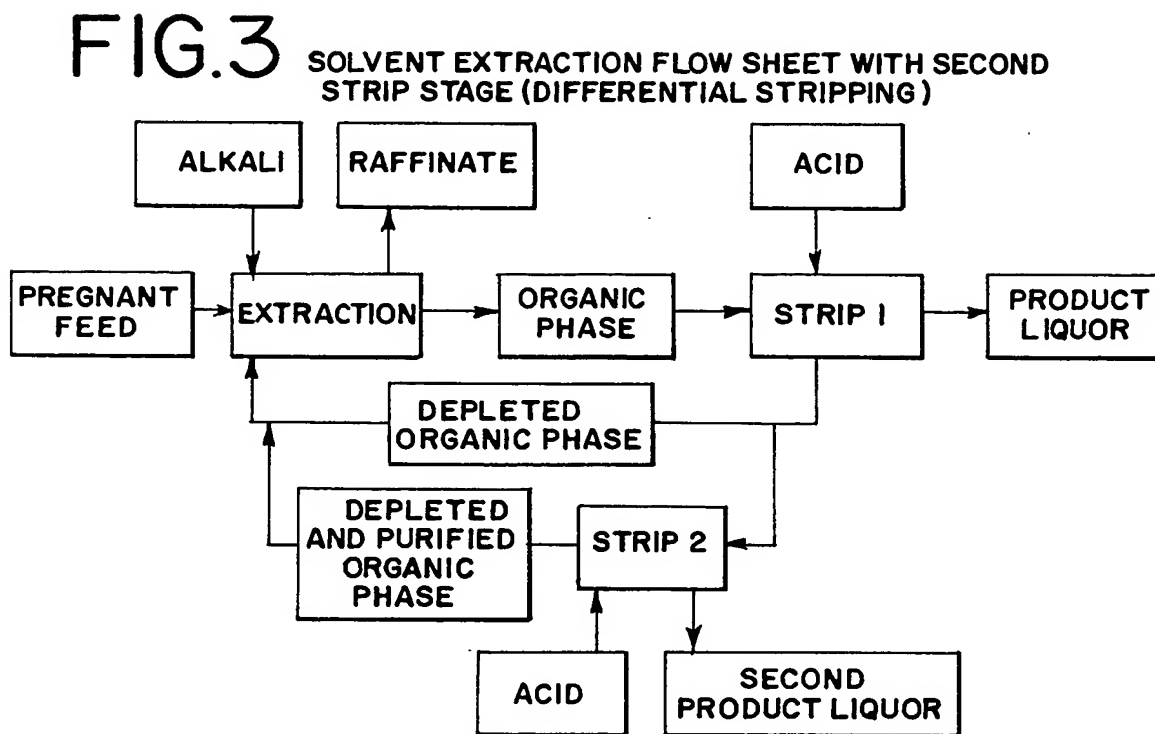 FIG.3 SOLVENT EXTRACTION FLOW SHEET WITH SECOND
STRIP STAGE (DIFFERENTIAL STRIPPING)
ALKALI
RAFFINATE
ACID
PREGNANT
FEED
EXTRACTION
ORGANIC
PHASE
STRIP 1
PRODUCT
LIQUOR
DEPLETED
ORGANIC PHASE
DEPLETED
AND PURIFIED
ORGANIC
PHASE
STRIP 2
ACID
SECOND
PRODUCT LIQUOR